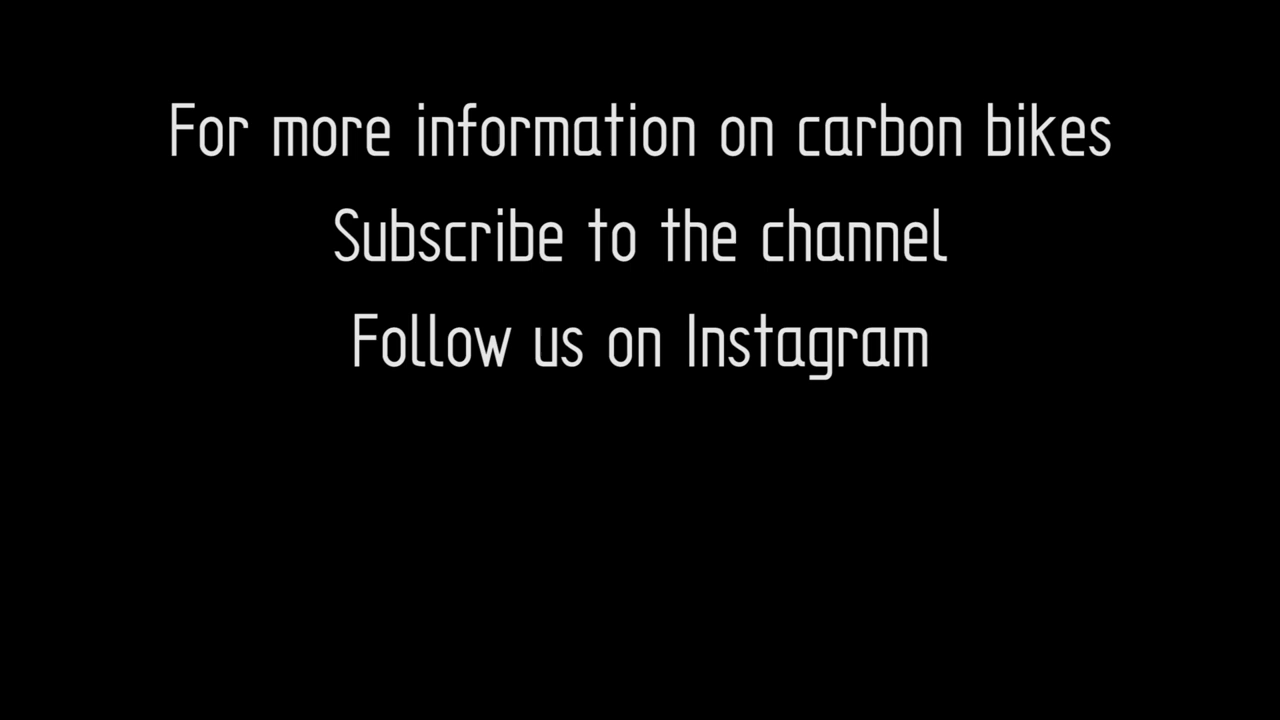 For more information on carbon bikes
Subscribe to the channel
Follow us on Instagram